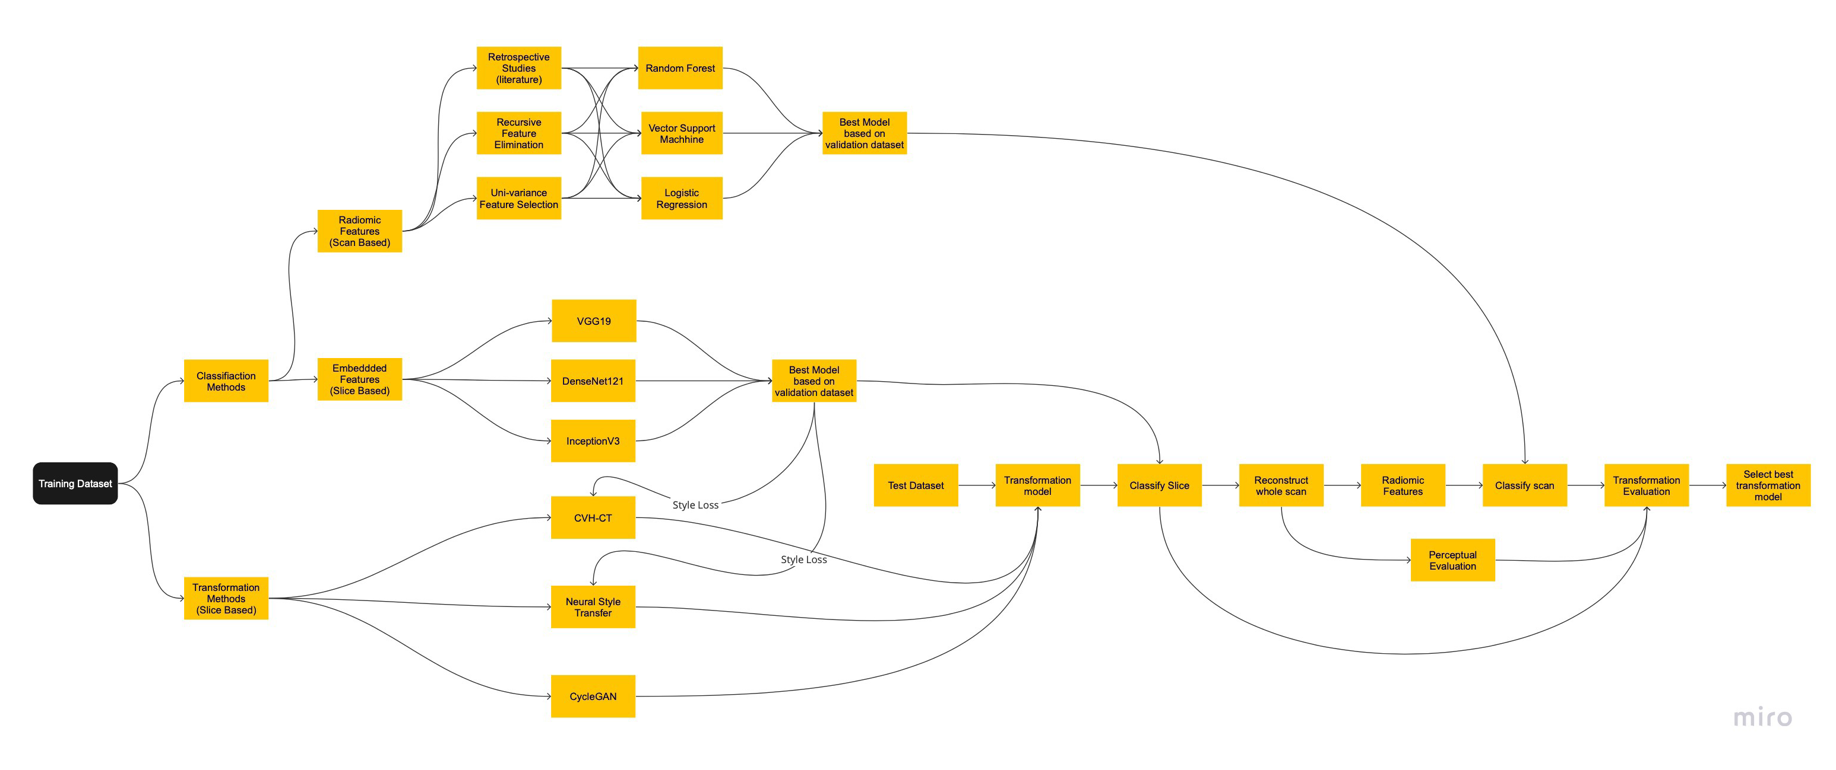 Retrospective
Studies
(literature)
Random Forest
Recursive
Feature
Elimination
Vector Support
Machhine
Best Model
based on
validation dataset
Uni-variance
Feature Selection
Logistic
Regression
Radiomic
Features
(Scan Based)
VGG19
Classifiaction
Methods
Embeddded
Features
(Slice Based)
DenseNet121
Best Model
based on
validation dataset
InceptionV3
Training Dataset
Test Dataset
Transformation
model
Classify Slice
Reconstruct
whole scan
Radiomic
Features
Classify scan
Transformation
Evaluation
Select best
transformation
model
Style Loss
CVH-CT
Style Loss
Perceptual
Evaluation
Transformation
Methods
(Slice Based)
Neural Style
Transfer
CycleGAN
miro